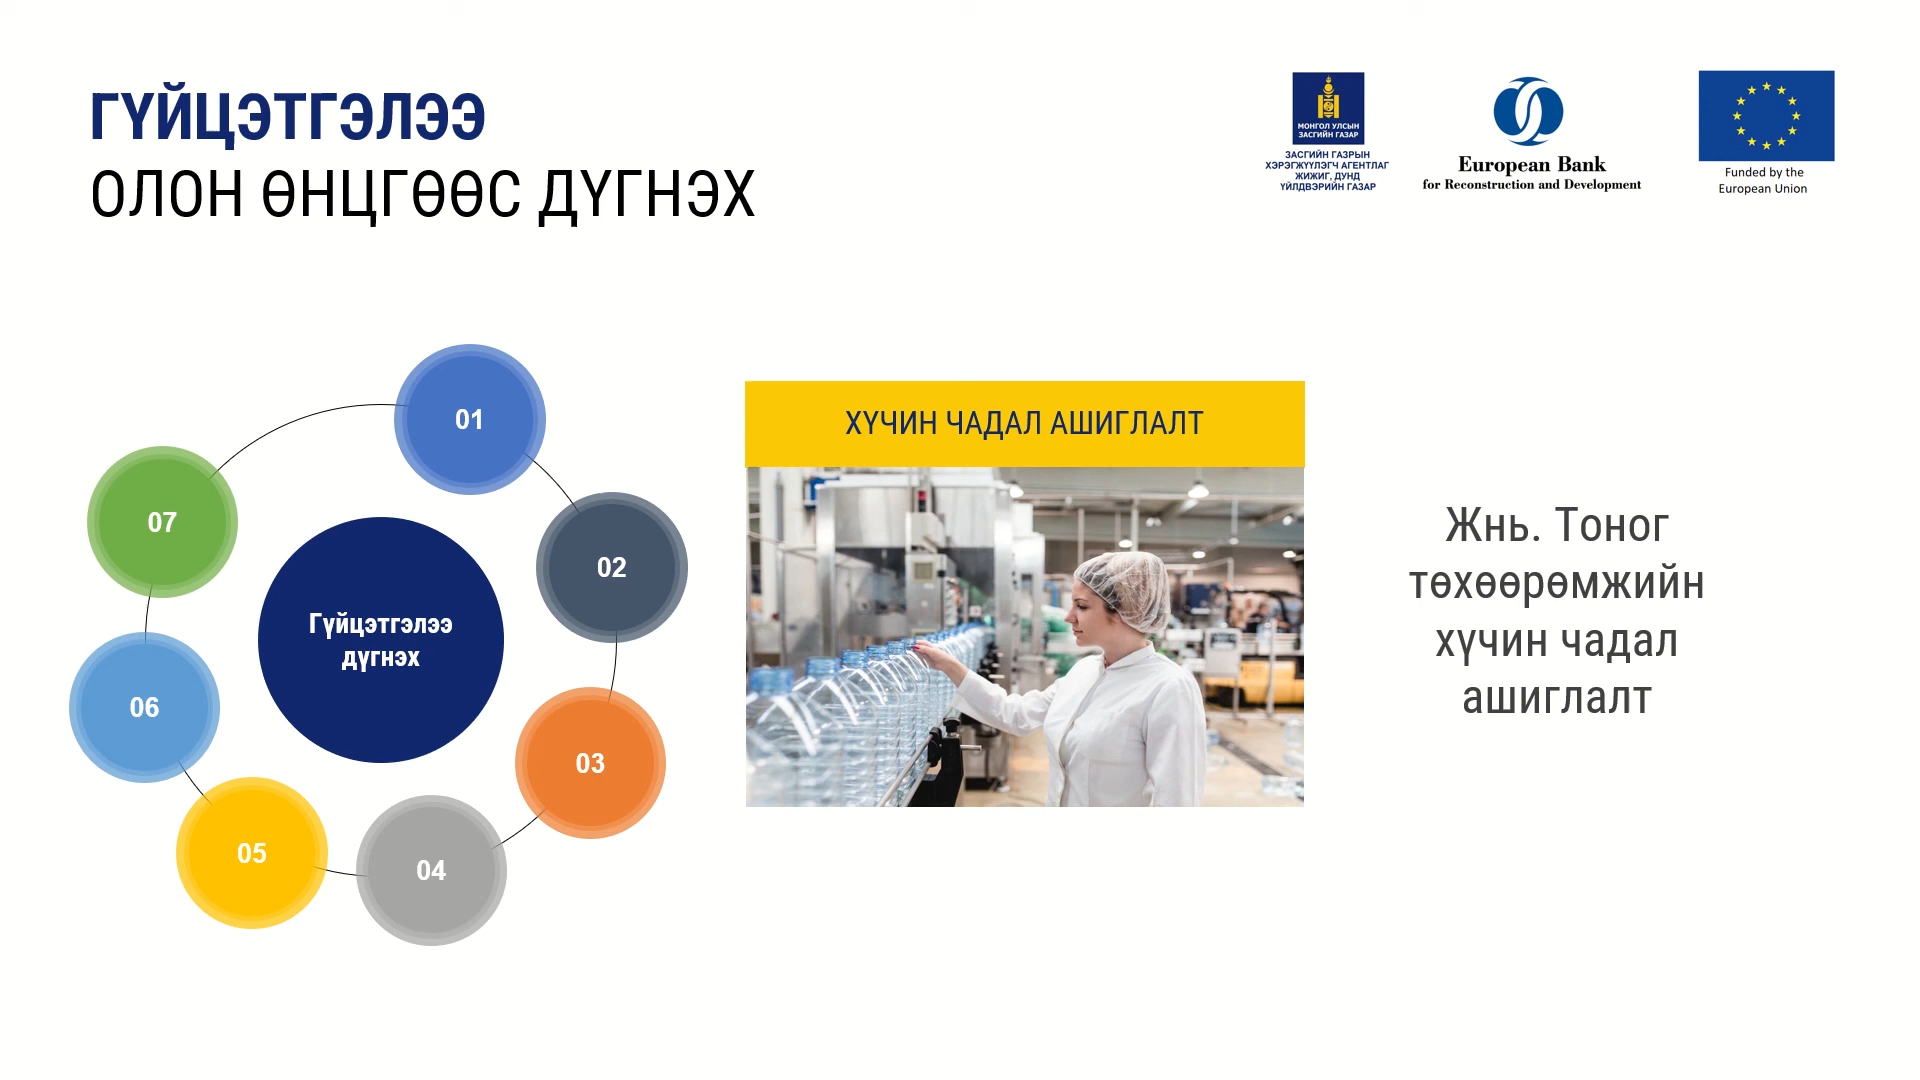 ГҮЙЦЭТГЭЛЭЭ
ОЛОН ӨНЦГӨӨС ДҮГНЭХ
МОНГОЛ УЛСЫН
ЗАСГИЙН ГАЗАР
ЗАСГИЙН ГАЗРЫН
ХЭРЭГЖҮҮЛЭГЧ АГЕНТЛАГ
ЖИЖИГ, ДУНД
ҮЙЛДВЭРИЙН ГАЗАР
European Bank
for Reconstruction and Development
Funded by the
European Union
01
02
03
04
05
06
07
Гүйцэтгэлээ
дүгнэх
ХҮЧИН ЧАДАЛ АШИГЛАЛТ
Жнь. Тоног
төхөөрөмжийн
хүчин чадал
ашиглалт